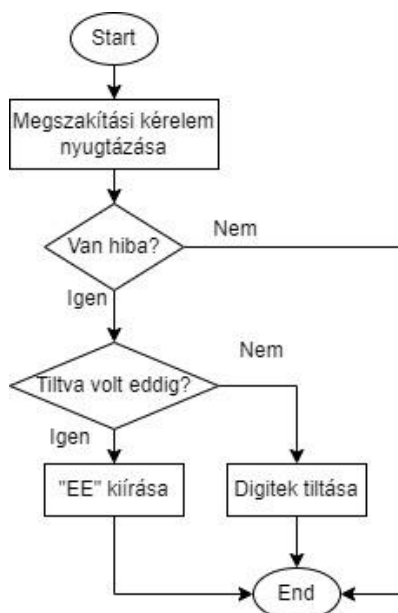 Start
Megszakítási kérelem
nyugtázása
Van hiba?
Nem
Igen
Nem
Tiltva volt eddig?
Igen
"EE" kiírása
Digitek tiltása
End